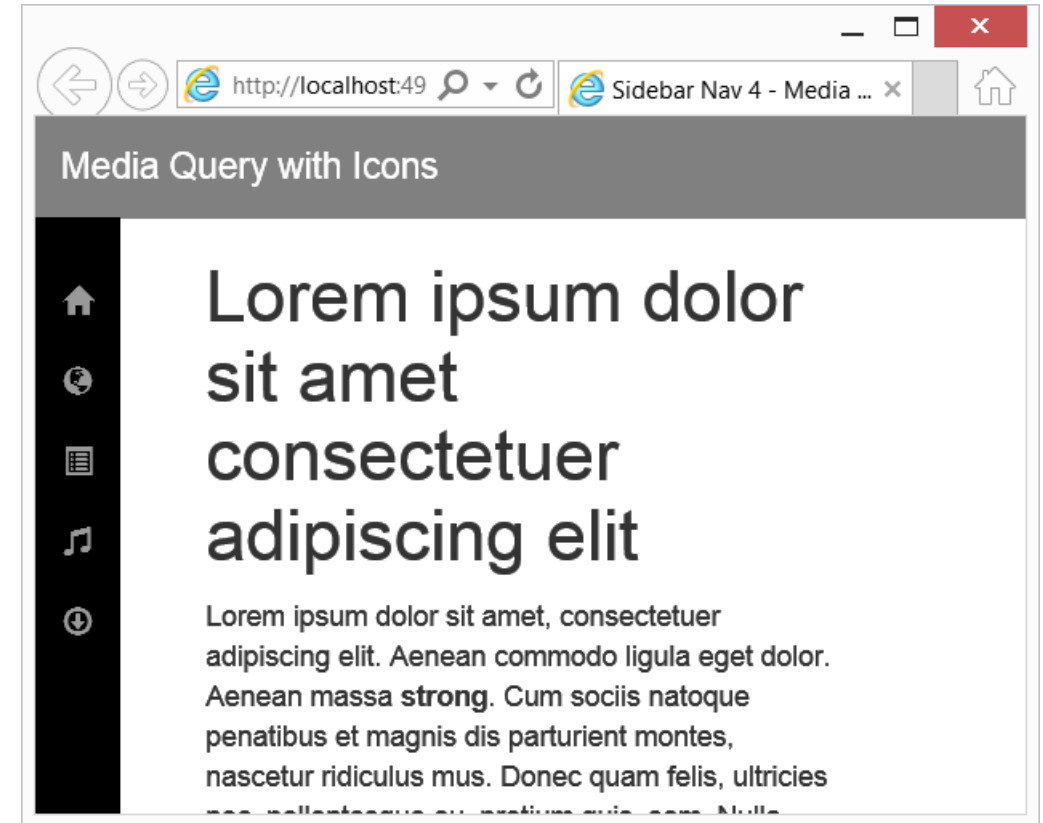 http://localhost:49
Sidebar Nav 4 - Media ...
Media Query with Icons
Lorem ipsum dolor
sit amet
consectetuer
adipiscing elit
Lorem ipsum dolor sit amet, consectetuer
adipiscing elit. Aenean commodo ligula eget dolor.
Aenean massa strong. Cum sociis natoque
penatibus et magnis dis parturient montes,
nascetur ridiculus mus. Donec quam felis, ultricies